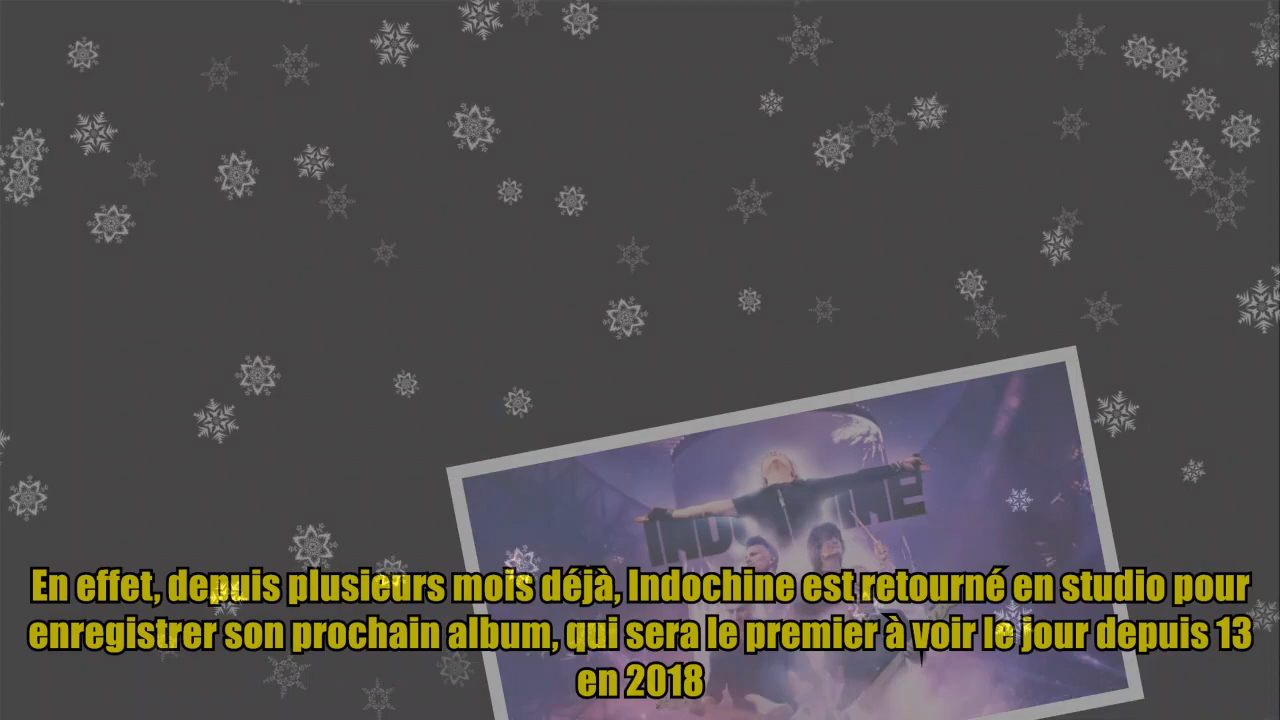 INDOCHINE
En effet, depuis plusieurs mois déjà, Indochine est retourné en studio pour
enregistrer son prochain album, qui sera le premier à voir le jour depuis 13
en 2018